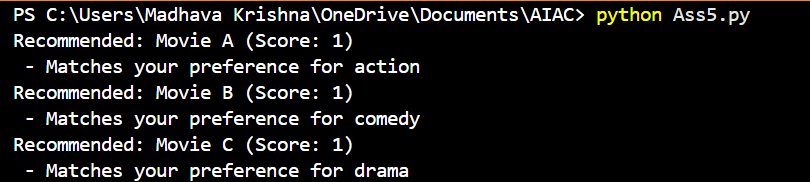 PS C:\Users\Madhava Krishna\OneDrive\Documents\AIAC> python Ass5.py
Recommended: Movie A (Score: 1)
 - Matches your preference for action
Recommended: Movie B (Score: 1)
 - Matches your preference for comedy
Recommended: Movie C (Score: 1)
 - Matches your preference for drama